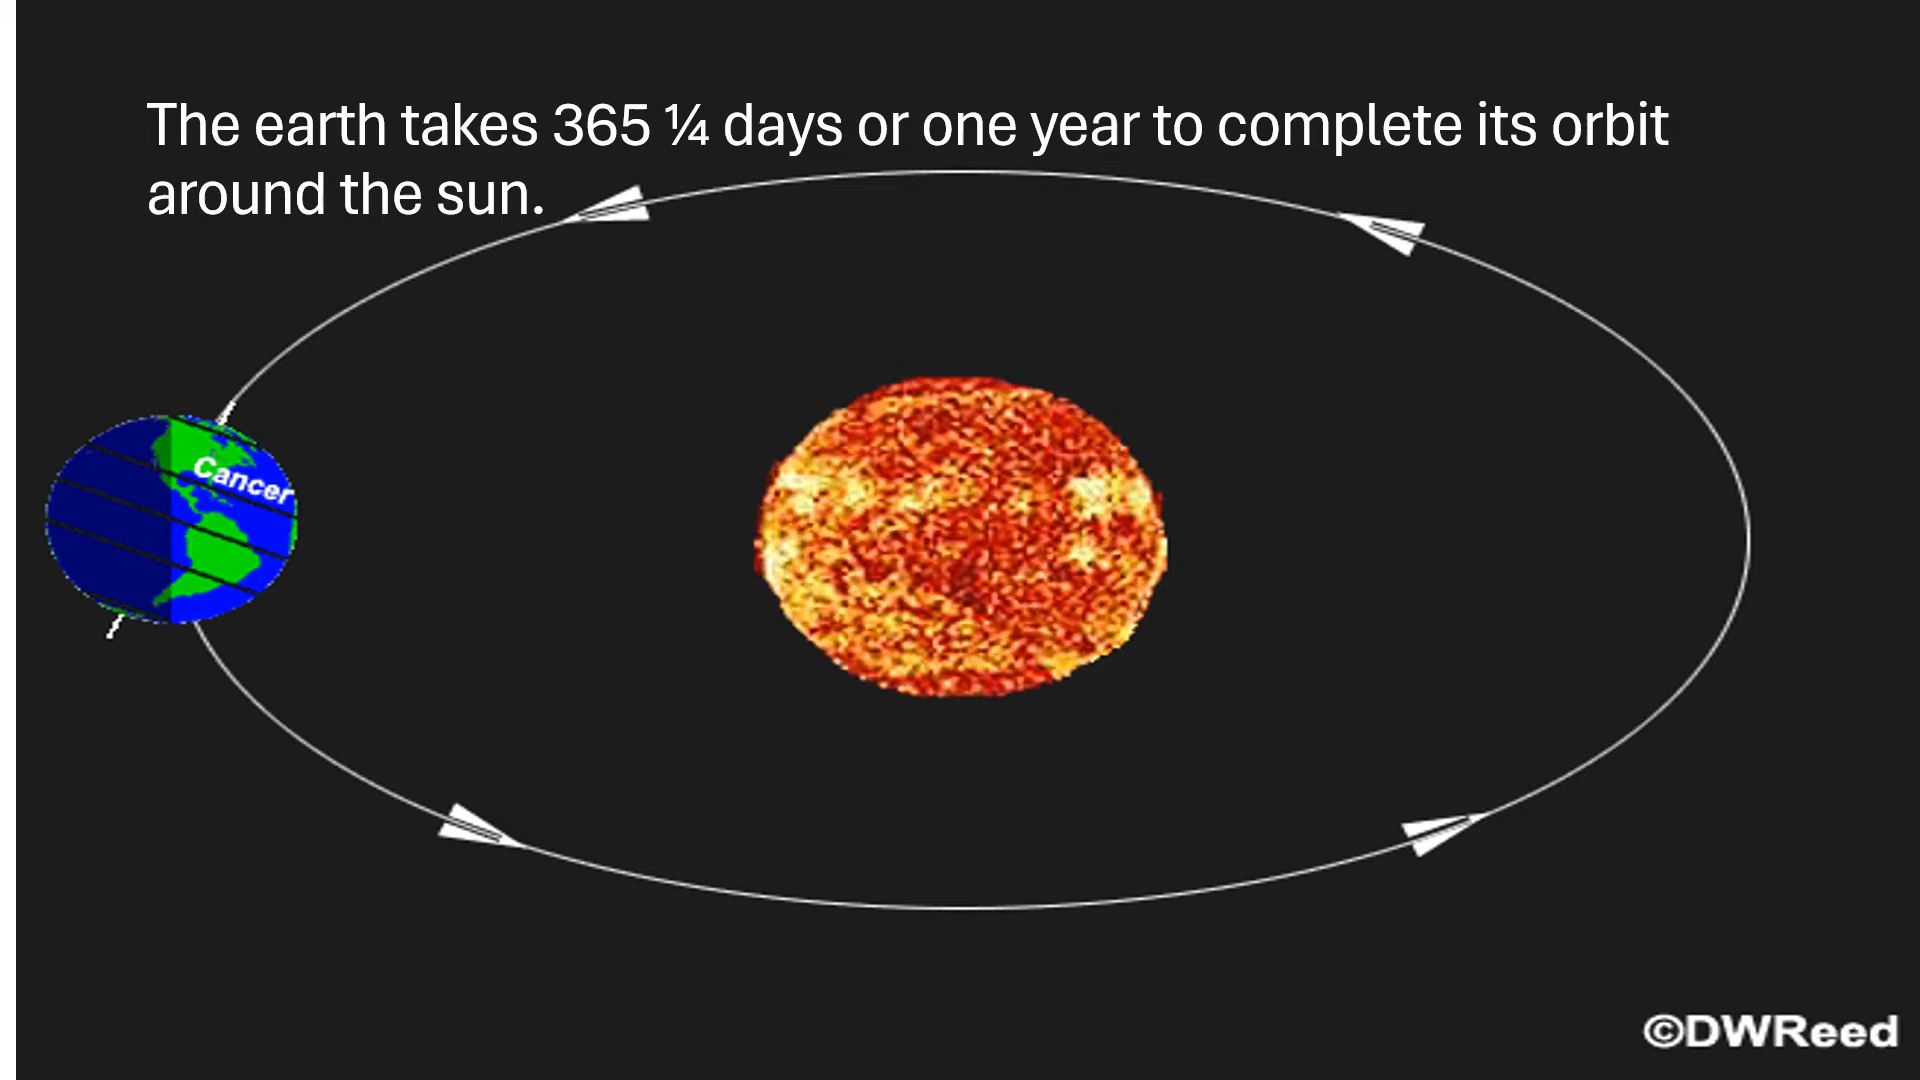 The earth takes 365 ¼ days or one year to complete its orbit
around the sun.
Cancer
©DWReed